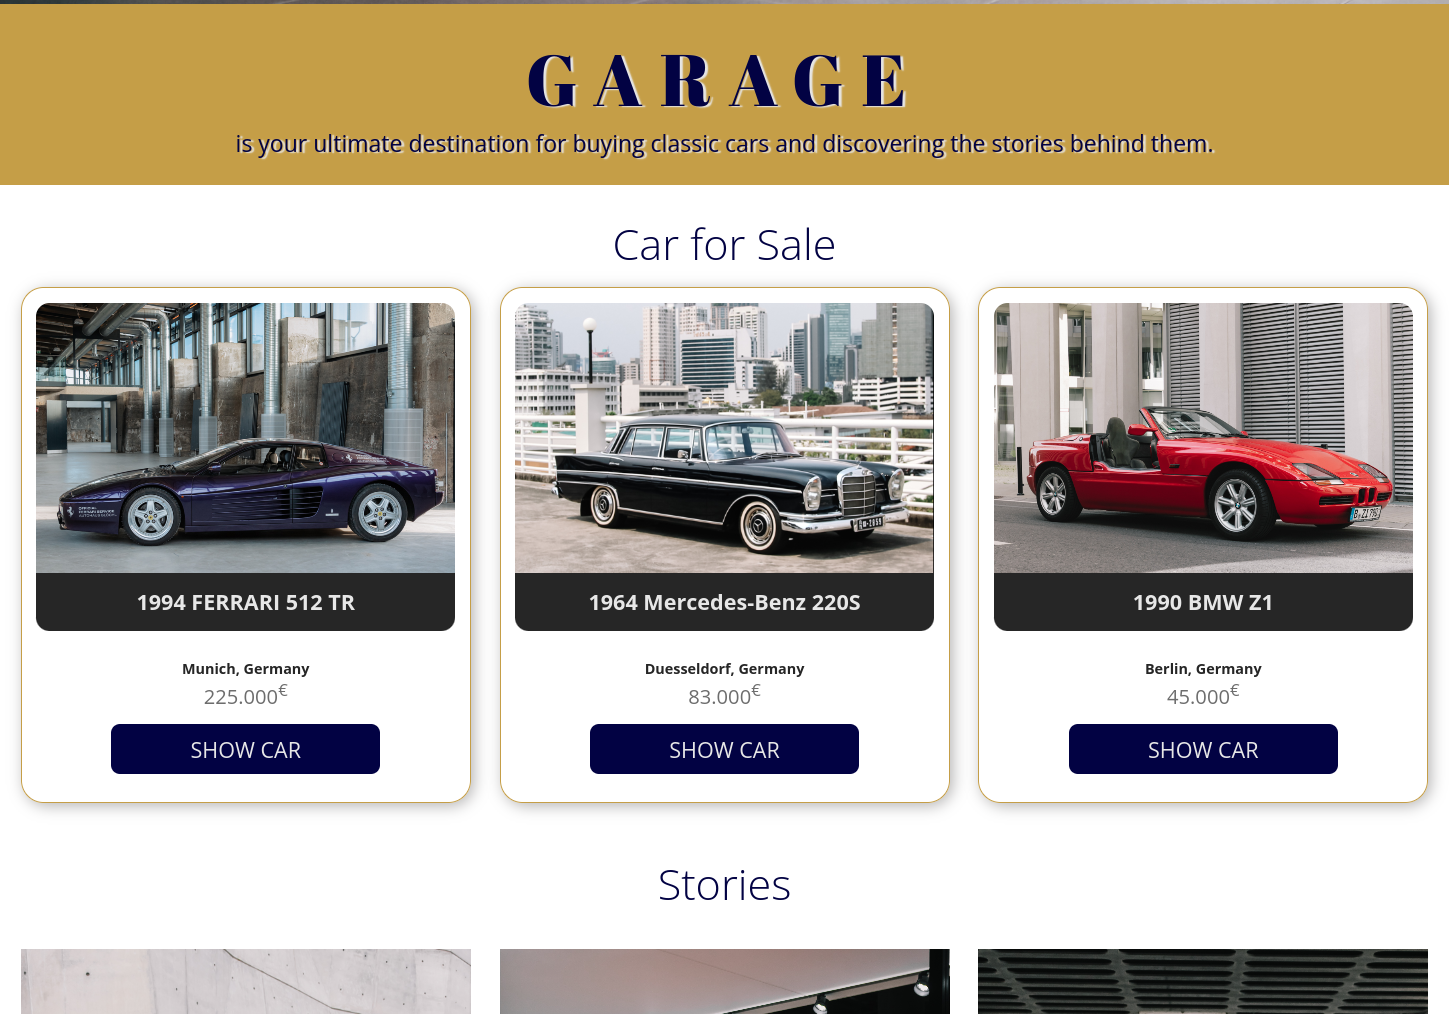 GARAGE
is your ultimate destination for buying classic cars and discovering the stories behind them.
Car for Sale
1994 FERRARI 512 TR
Munich, Germany
225.000€
SHOW CAR
1964 Mercedes-Benz 220S
Duesseldorf, Germany
83.000€
SHOW CAR
1990 BMW Z1
Berlin, Germany
45.000€
SHOW CAR
Stories